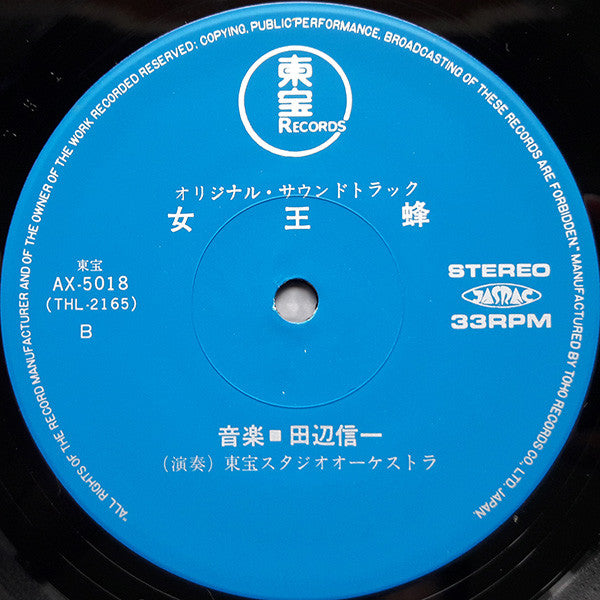 "ALL RIGHTS OF THE RECORD MANUFACTURER AND OF THE OWNER OF THE WORK RECORDED RESERVED: COPYING, PUBLIC PERFORMANCE, BROADCASTING OF THESE RECORDS ARE FORBIDDEN" MANUFACTURED BY TOHO RECORDS CO., LTD. JAPAN.
東宝
RECORDS
オリジナル・サウンドトラック
女王蜂
東宝
AX-5018
(THL-2165)
B
STEREO
JASRAC
33RPM
音楽■田辺信一
(演奏)東宝スタジオオーケストラ